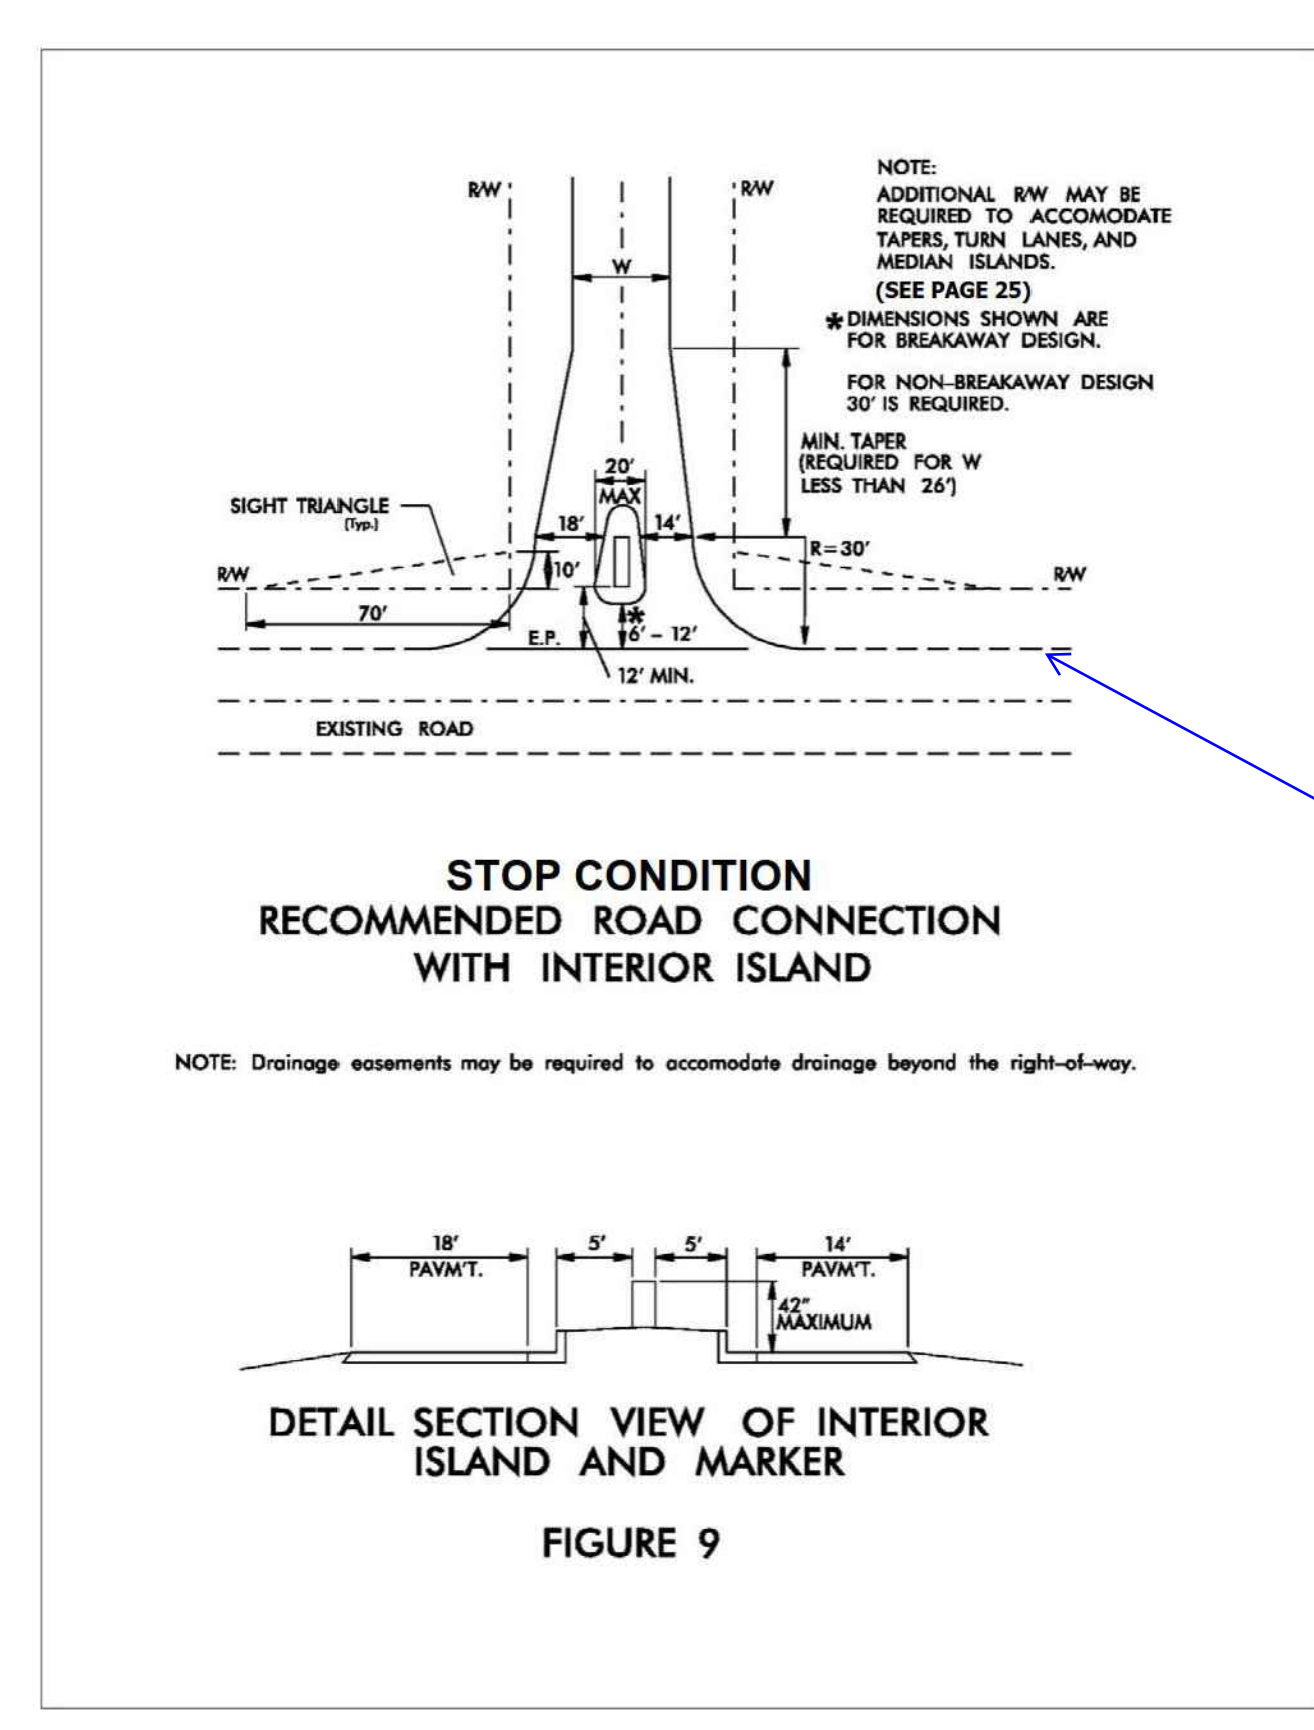 NOTE:
ADDITIONAL R/W MAY BE
REQUIRED TO ACCOMODATE
TAPERS, TURN LANES, AND
MEDIAN ISLANDS.
(SEE PAGE 25)
*DIMENSIONS SHOWN ARE
FOR BREAKAWAY DESIGN.
FOR NON-BREAKAWAY DESIGN
30' IS REQUIRED.
R/W
R/W
W
MIN. TAPER
(REQUIRED FOR W
LESS THAN 26')
20'
MAX
SIGHT TRIANGLE
(Typ.)
18'
14'
R=30'
10'
R/W
R/W
70'
*
6' - 12'
E.P.
12' MIN.
EXISTING ROAD
STOP CONDITION
RECOMMENDED ROAD CONNECTION
WITH INTERIOR ISLAND
NOTE: Drainage easements may be required to accomodate drainage beyond the right-of-way.
18'
PAVM'T.
5'
5'
14'
PAVM'T.
42"
MAXIMUM
DETAIL SECTION VIEW OF INTERIOR
ISLAND AND MARKER
FIGURE 9